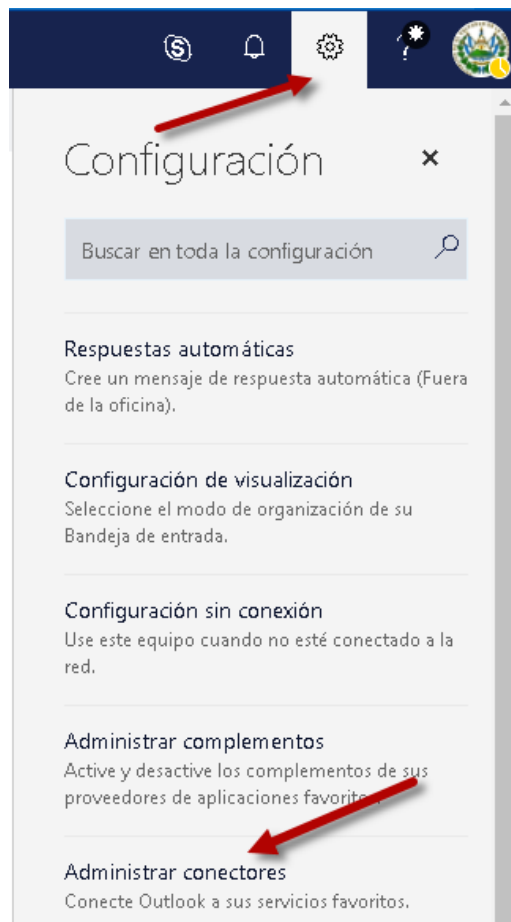 Configuración
Buscar en toda la configuración
Respuestas automáticas
Cree un mensaje de respuesta automática (Fuera
de la oficina).
Configuración de visualización
Seleccione el modo de organización de su
Bandeja de entrada.
Configuración sin conexión
Use este equipo cuando no esté conectado a la
red.
Administrar complementos
Active y desactive los complementos de sus
proveedores de aplicaciones favoritos.
Administrar conectores
Conecte Outlook a sus servicios favoritos.